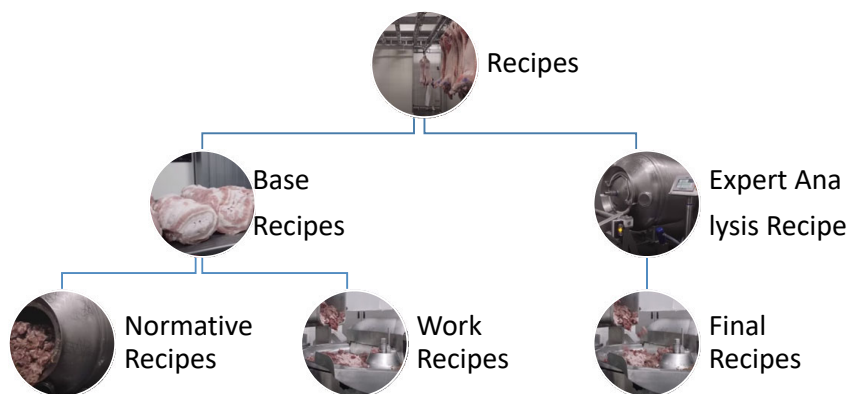 Recipes
Base
Recipes
Expert Ana
lysis Recipe
Normative
Recipes
Work
Recipes
Final
Recipes